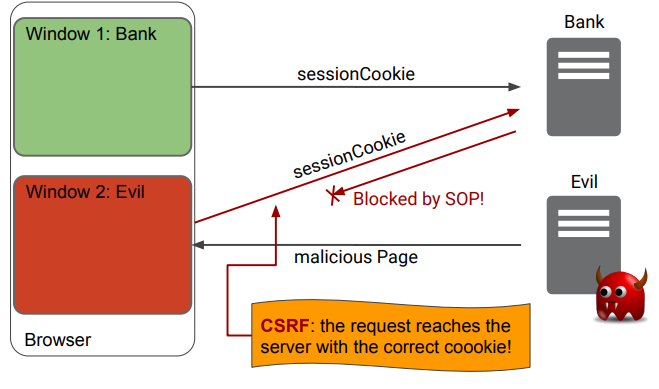 Window 1: Bank
Bank
sessionCookie
sessionCookie
Window 2: Evil
Blocked by SOP!
Evil
malicious Page
CSRF: the request reaches the
server with the correct coookie!
Browser